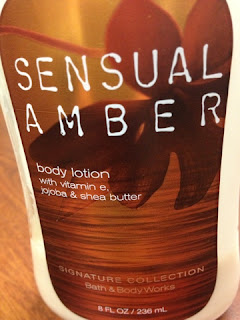 SENSUAL
AMBER
body lotion
with vitamin e,
jojoba & shea butter
SIGNATURE COLLECTION
Bath & Body Works
8 FL OZ / 236 mL